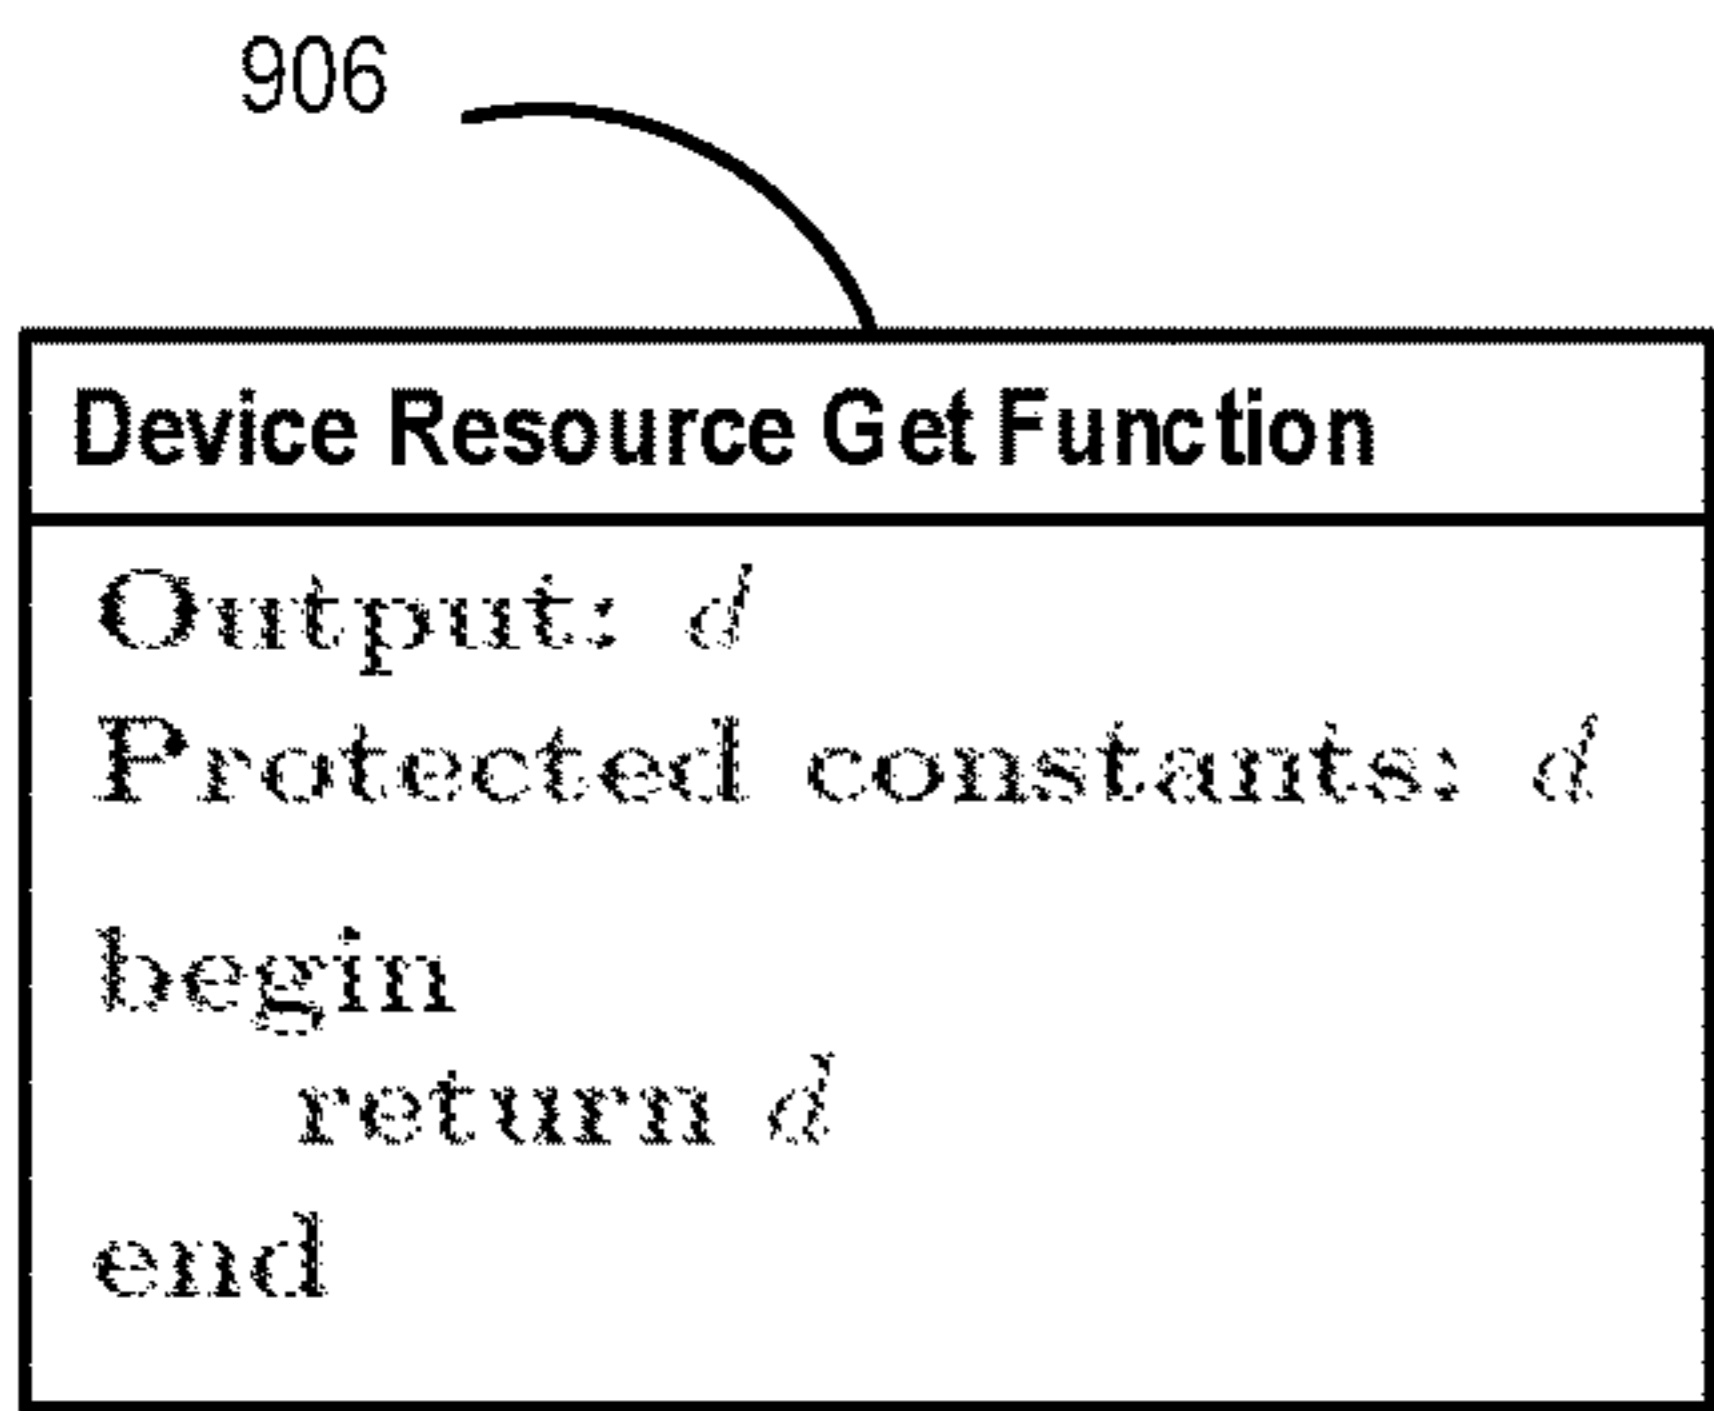 906
Device Resource Get Function
Output: d
Protected constants: d
begin
return d
end